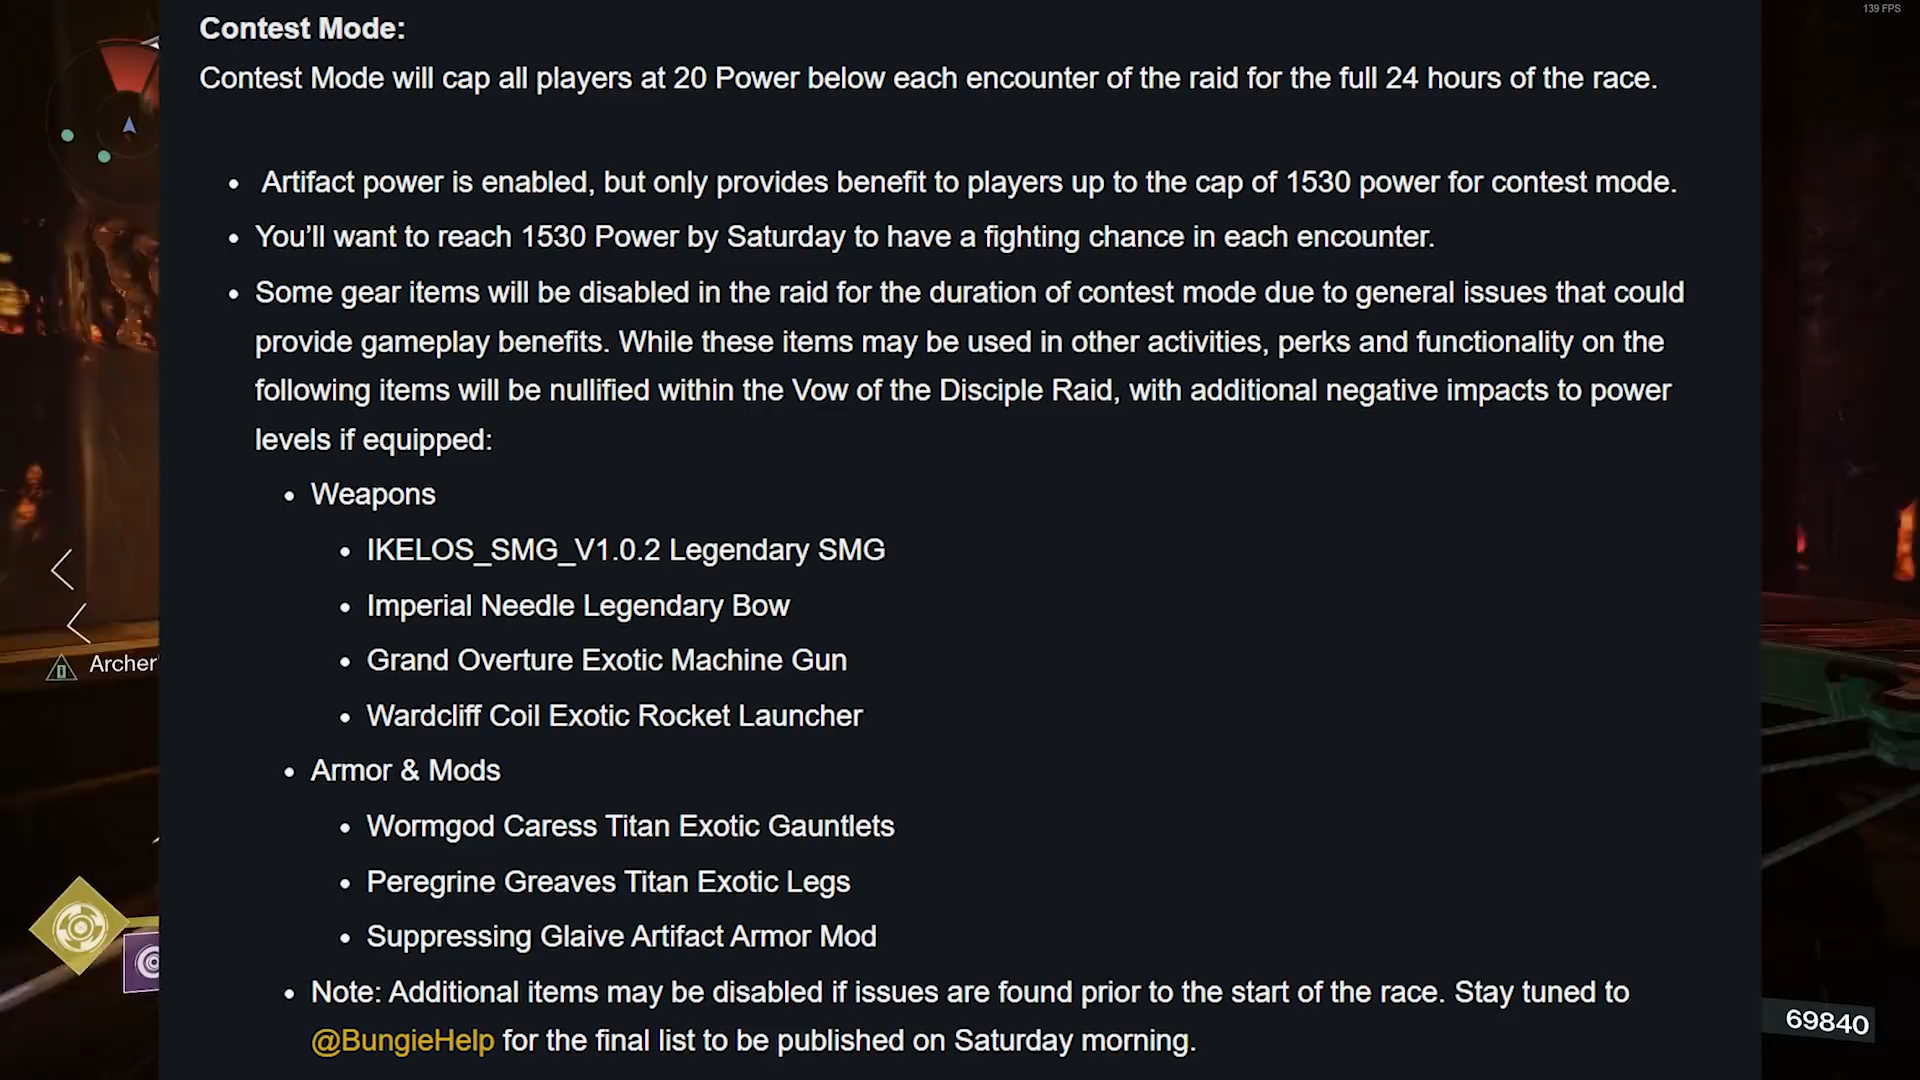 139 FPS
Contest Mode:
Contest Mode will cap all players at 20 Power below each encounter of the raid for the full 24 hours of the race.
Artifact power is enabled, but only provides benefit to players up to the cap of 1530 power for contest mode.
You’ll want to reach 1530 Power by Saturday to have a fighting chance in each encounter.
Some gear items will be disabled in the raid for the duration of contest mode due to general issues that could
provide gameplay benefits. While these items may be used in other activities, perks and functionality on the
following items will be nullified within the Vow of the Disciple Raid, with additional negative impacts to power
levels if equipped:
Weapons
IKELOS_SMG_V1.0.2 Legendary SMG
Imperial Needle Legendary Bow
Grand Overture Exotic Machine Gun
Archer'
Wardcliff Coil Exotic Rocket Launcher
Armor & Mods
Wormgod Caress Titan Exotic Gauntlets
Peregrine Greaves Titan Exotic Legs
Suppressing Glaive Artifact Armor Mod
Note: Additional items may be disabled if issues are found prior to the start of the race. Stay tuned to
@BungieHelp for the final list to be published on Saturday morning.
69840